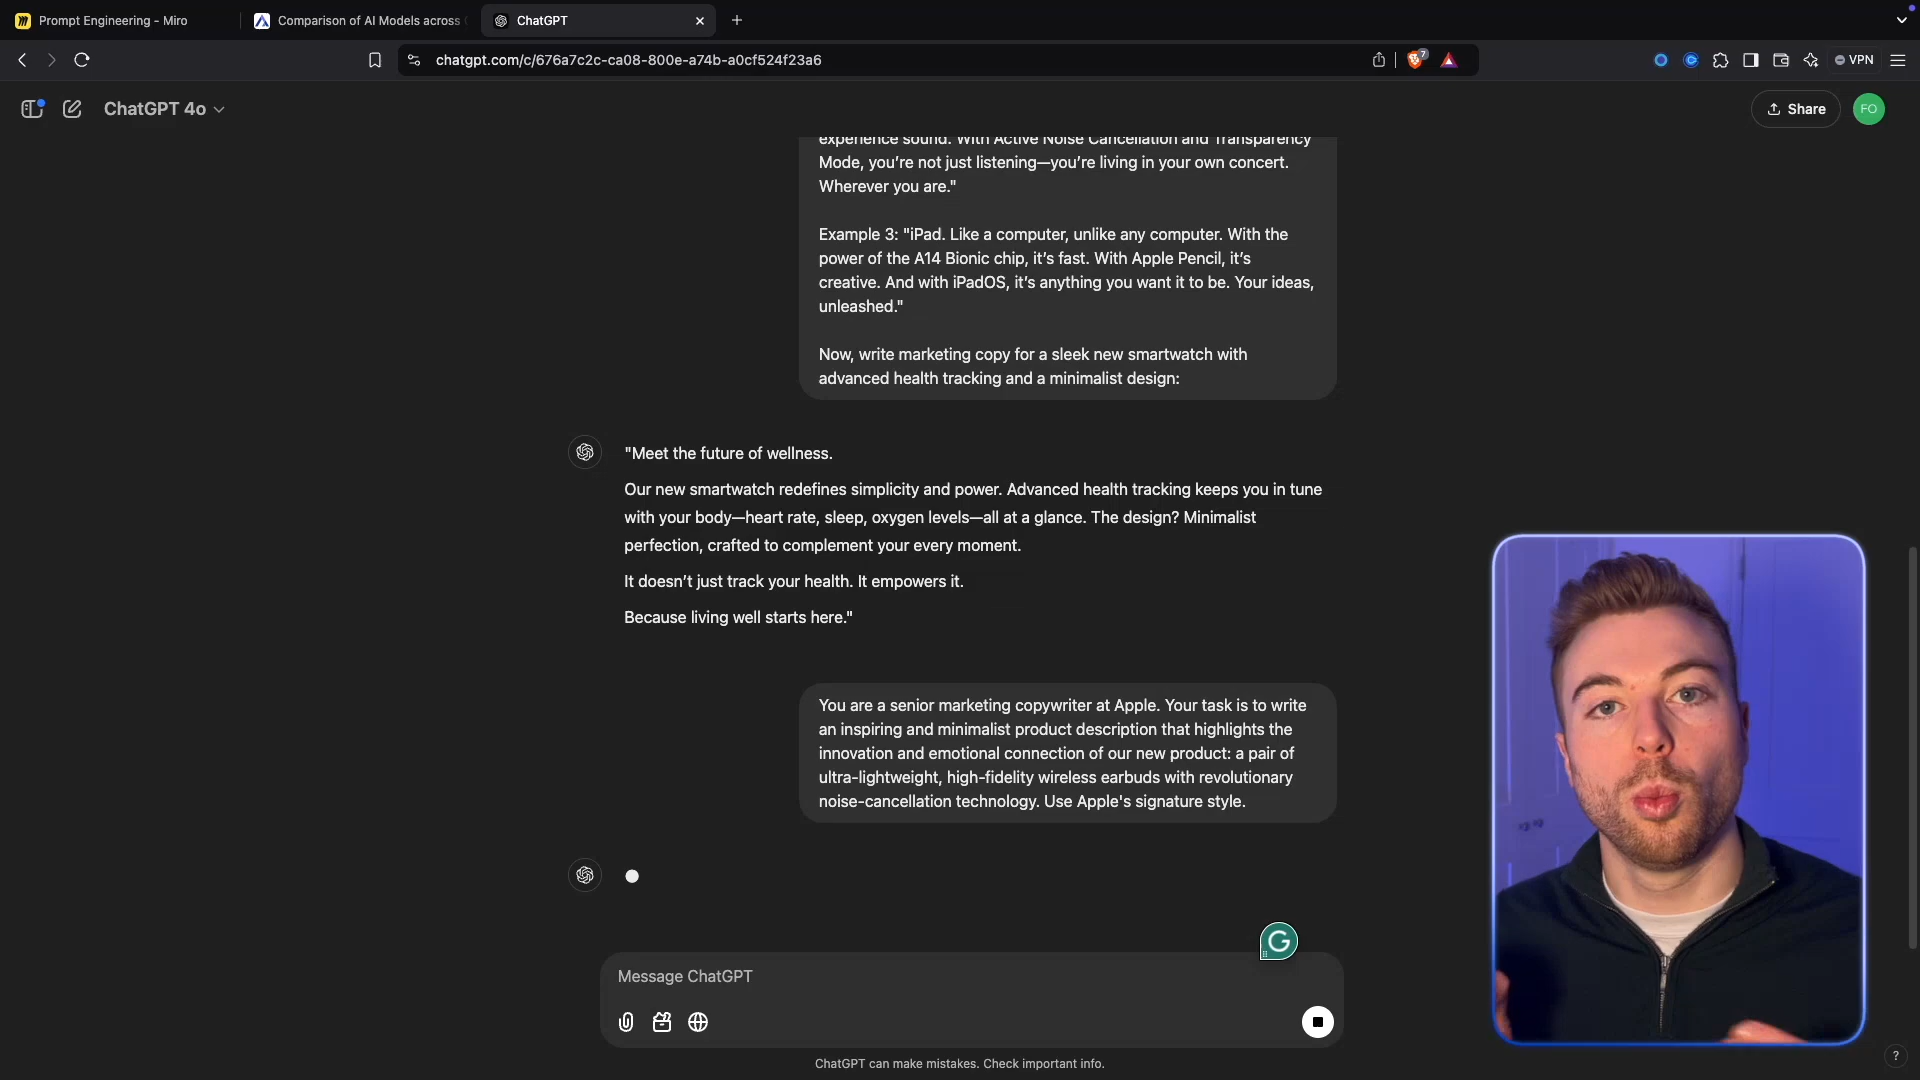 Prompt Engineering - Miro
Comparison of AI Models across
ChatGPT
chatgpt.com/c/676a7c2c-ca08-800e-a74b-a0cf524f23a6
7
VPN
ChatGPT 4o
Share
FO
experience sound. With Active Noise Cancellation and Transparency
Mode, you're not just listening—you're living in your own concert.
Wherever you are."
Example 3: "iPad. Like a computer, unlike any computer. With the
power of the A14 Bionic chip, it's fast. With Apple Pencil, it's
creative. And with iPadOS, it's anything you want it to be. Your ideas,
unleashed."
Now, write marketing copy for a sleek new smartwatch with
advanced health tracking and a minimalist design:
"Meet the future of wellness.
Our new smartwatch redefines simplicity and power. Advanced health tracking keeps you in tune
with your body—heart rate, sleep, oxygen levels—all at a glance. The design? Minimalist
perfection, crafted to complement your every moment.
It doesn't just track your health. It empowers it.
Because living well starts here."
You are a senior marketing copywriter at Apple. Your task is to write
an inspiring and minimalist product description that highlights the
innovation and emotional connection of our new product: a pair of
ultra-lightweight, high-fidelity wireless earbuds with revolutionary
noise-cancellation technology. Use Apple's signature style.
G
Message ChatGPT
ChatGPT can make mistakes. Check important info.
?